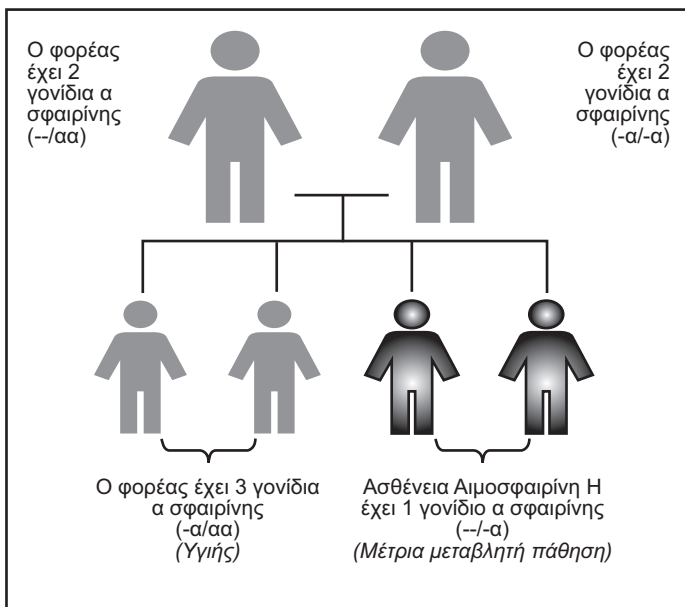 Ο φορέας
έχει 2
γονίδια α
σφαιρίνης
(--/αα)
Ο φορέας
έχει 2
γονίδια α
σφαιρίνης
(-α/-α)
Ο φορέας έχει 3 γονίδια
α σφαιρίνης
(-α/αα)
(Υγιής)
Ασθένεια Αιμοσφαιρίνη Η
έχει 1 γονίδιο α σφαιρίνης
(--/-α)
(Μέτρια μεταβλητή πάθηση)